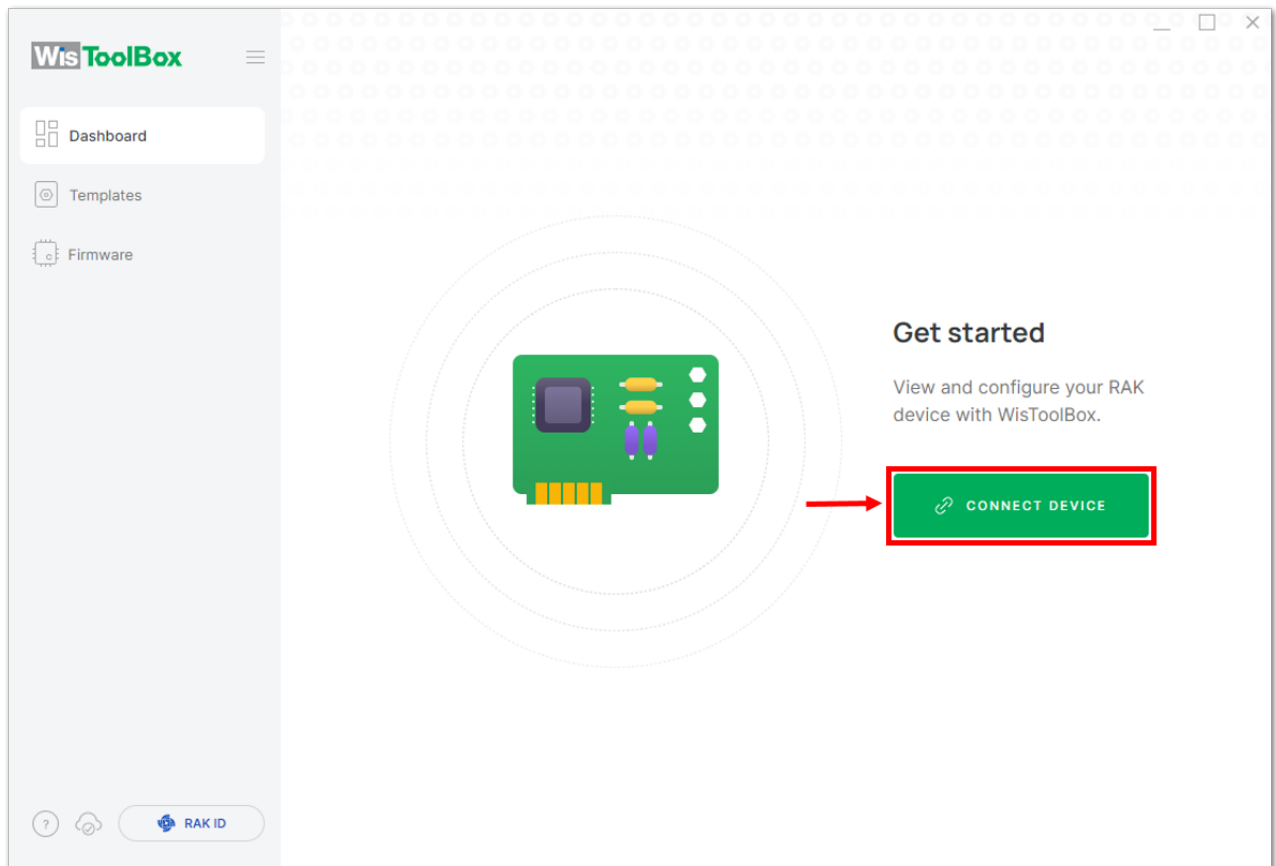 WisToolBox
Dashboard
Templates
Firmware
Get started
View and configure your RAK
device with WisToolBox.
CONNECT DEVICE
? RAK ID